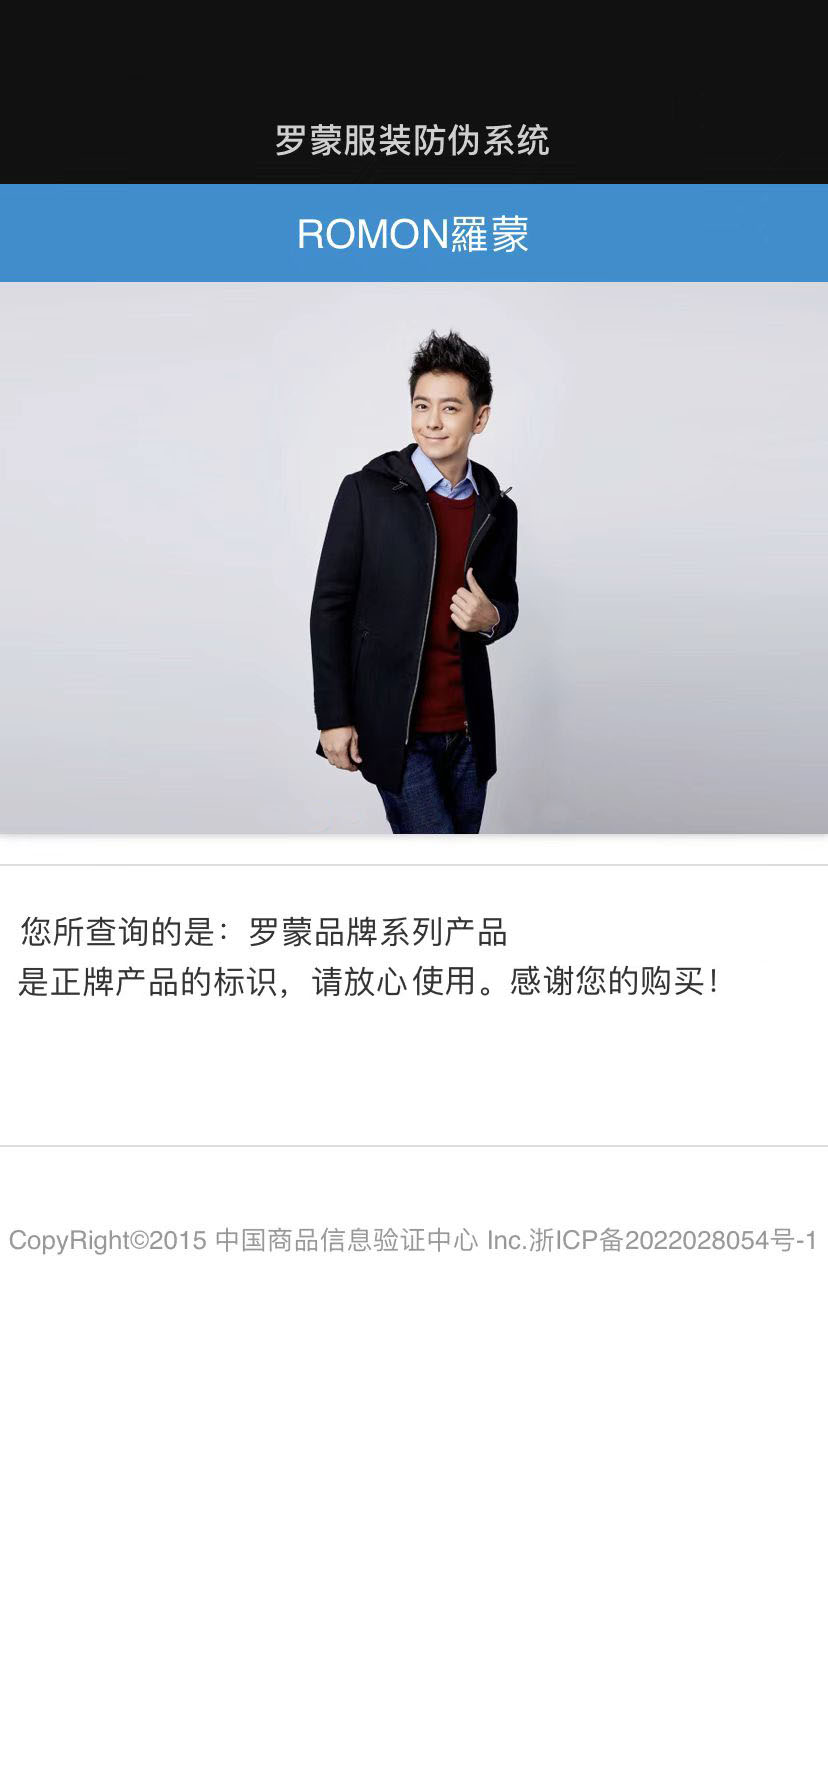 罗蒙服装防伪系统
ROMON羅蒙
您所查询的是：罗蒙品牌系列产品
是正牌产品的标识，请放心使用。感谢您的购买！
CopyRight©2015 中国商品信息验证中心 Inc.浙ICP备2022028054号-1